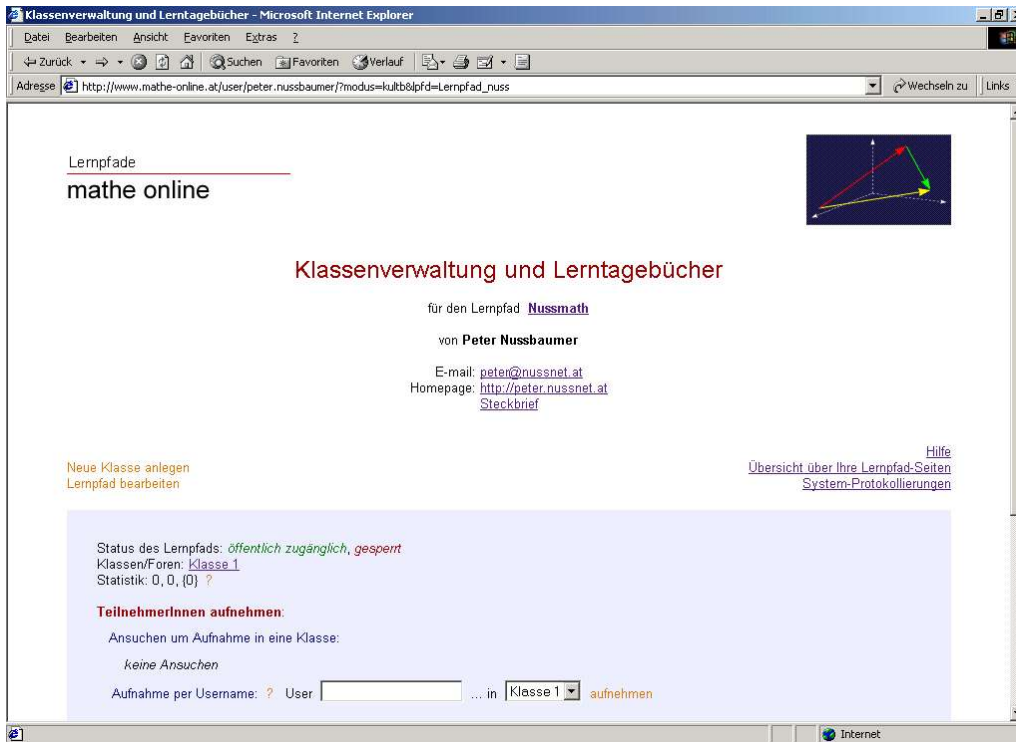 Klassenverwaltung und Lerntagebücher - Microsoft Internet Explorer
Datei Bearbeiten Ansicht Favoriten Extras ?
Zurück Suchen Favoriten Verlauf
Adresse http://www.mathe-online.at/user/peter.nussbaumer/?modus=kultb&lpfd=Lernpfad_nuss Wechseln zu Links
Lernpfade
mathe online
Klassenverwaltung und Lerntagebücher
für den Lernpfad Nussmath
von Peter Nussbaumer
E-mail: peter@nussnet.at
Homepage: http://peter.nussnet.at
Steckbrief
Hilfe
Neue Klasse anlegen Übersicht über Ihre Lernpfad-Seiten
Lernpfad bearbeiten System-Protokollierungen
Status des Lernpfads: öffentlich zugänglich, gesperrt
Klassen/Foren: Klasse 1
Statistik: 0, 0, {0} ?
TeilnehmerInnen aufnehmen:
Ansuchen um Aufnahme in eine Klasse:
keine Ansuchen
Aufnahme per Username: ? User ... in Klasse 1 aufnehmen
Internet